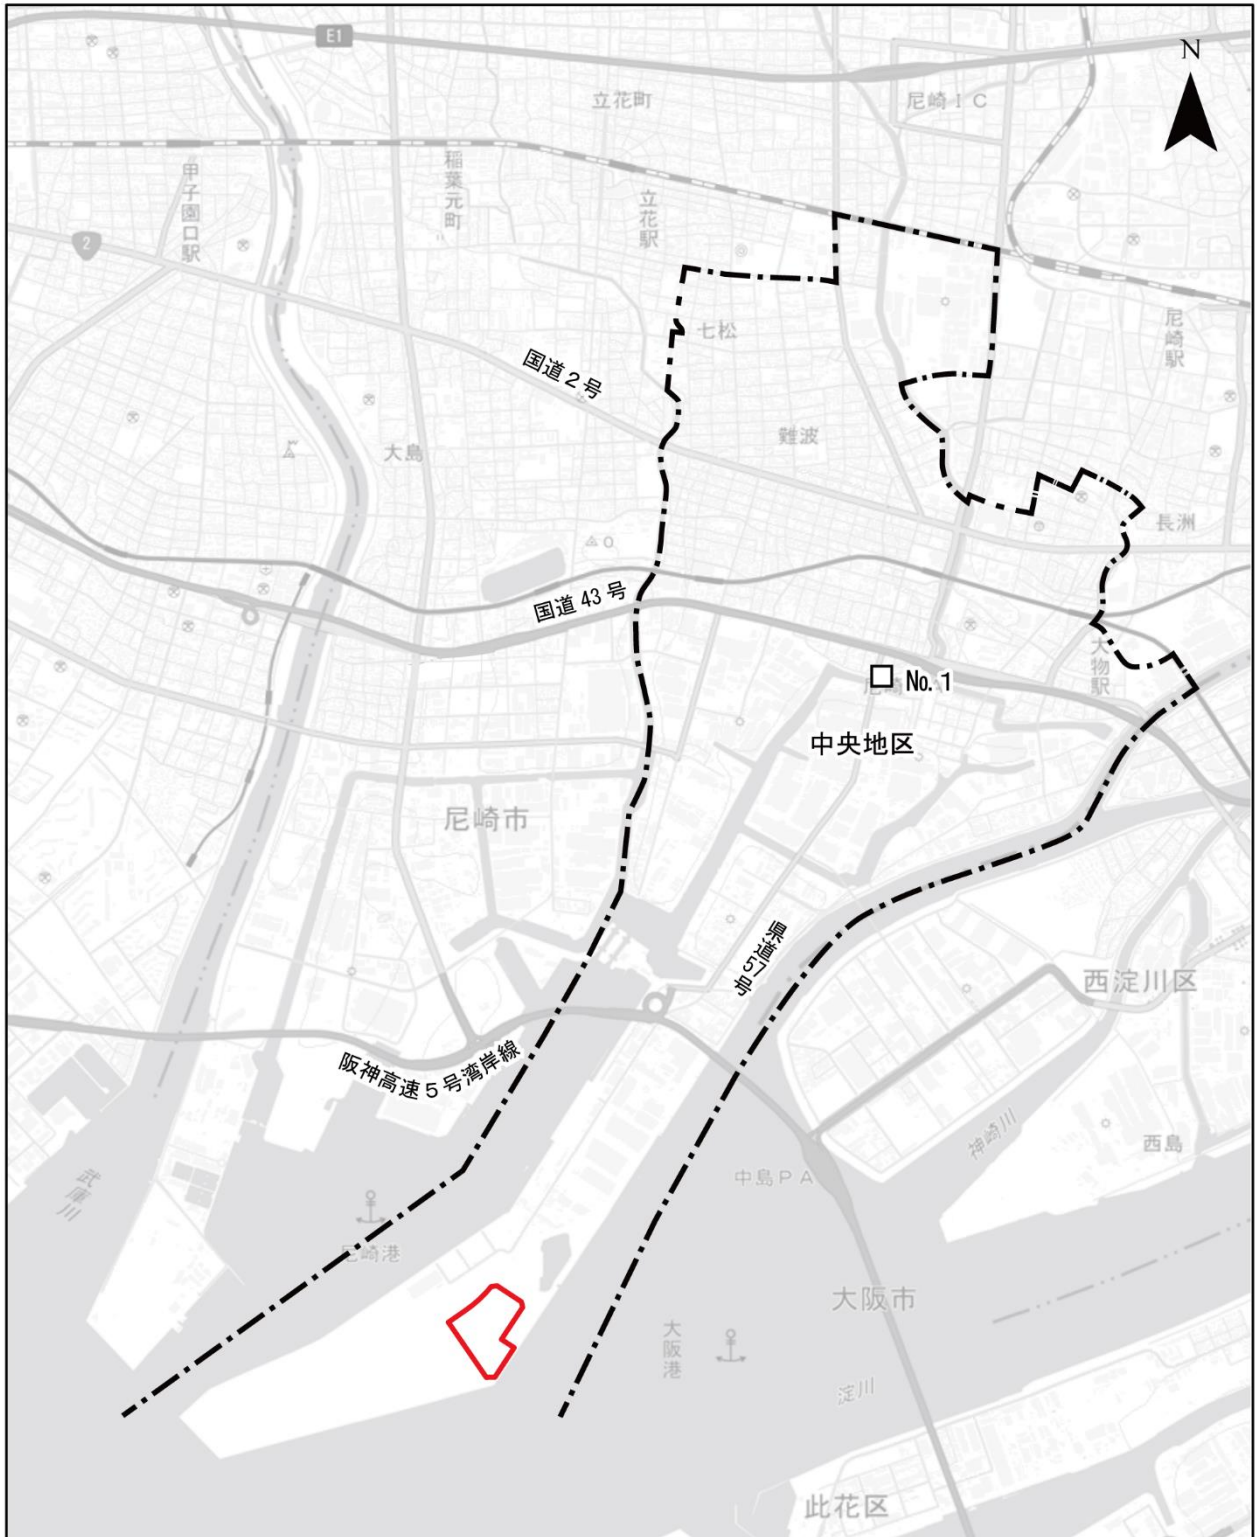 E1
N
立花町
尼崎IC
甲子園口駅
稲葉元町
立花駅
2
七松
尼崎駅
国道2号
難波
大島
長洲
国道43号
大物駅
No.1
中央地区
尼崎市
県道57号
西淀川区
阪神高速5号湾岸線
神崎川
西島
中島PA
武庫川
尼崎港
大阪市
大阪港
淀川
此花区